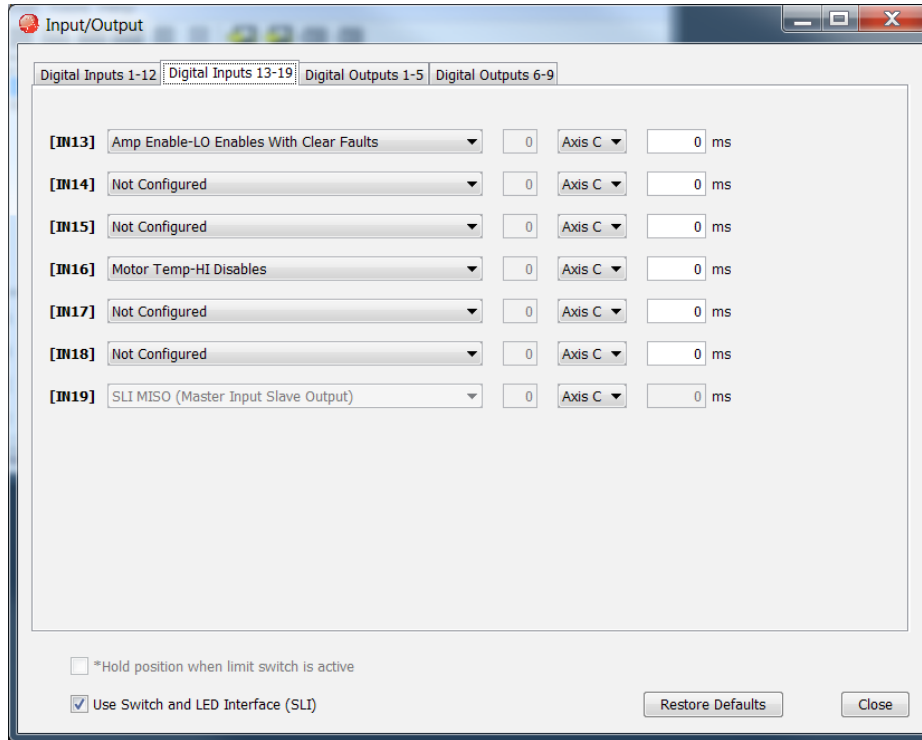 Input/Output
Digital Inputs 1-12 Digital Inputs 13-19 Digital Outputs 1-5 Digital Outputs 6-9
[IN13] Amp Enable-LO Enables With Clear Faults 0 Axis C 0 ms
[IN14] Not Configured 0 Axis C 0 ms
[IN15] Not Configured 0 Axis C 0 ms
[IN16] Motor Temp-HI Disables 0 Axis C 0 ms
[IN17] Not Configured 0 Axis C 0 ms
[IN18] Not Configured 0 Axis C 0 ms
[IN19] SLI MISO (Master Input Slave Output) 0 Axis C 0 ms
*Hold position when limit switch is active
Use Switch and LED Interface (SLI) Restore Defaults Close